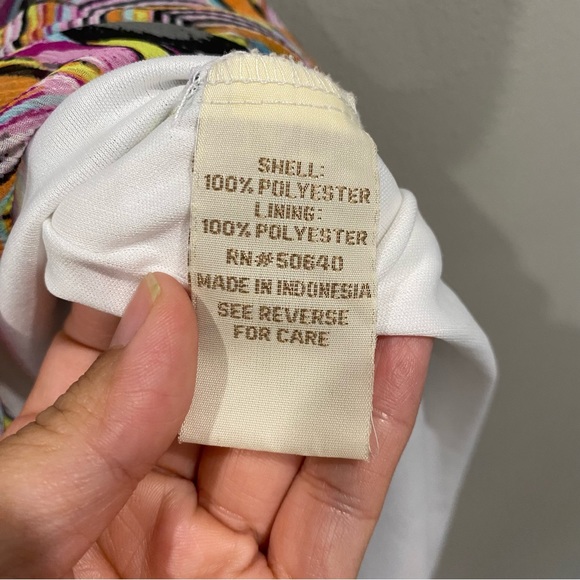 SHELL:
100% POLYESTER
LINING:
100% POLYESTER
RN#50640
MADE IN INDONESIA
SEE REVERSE
FOR CARE